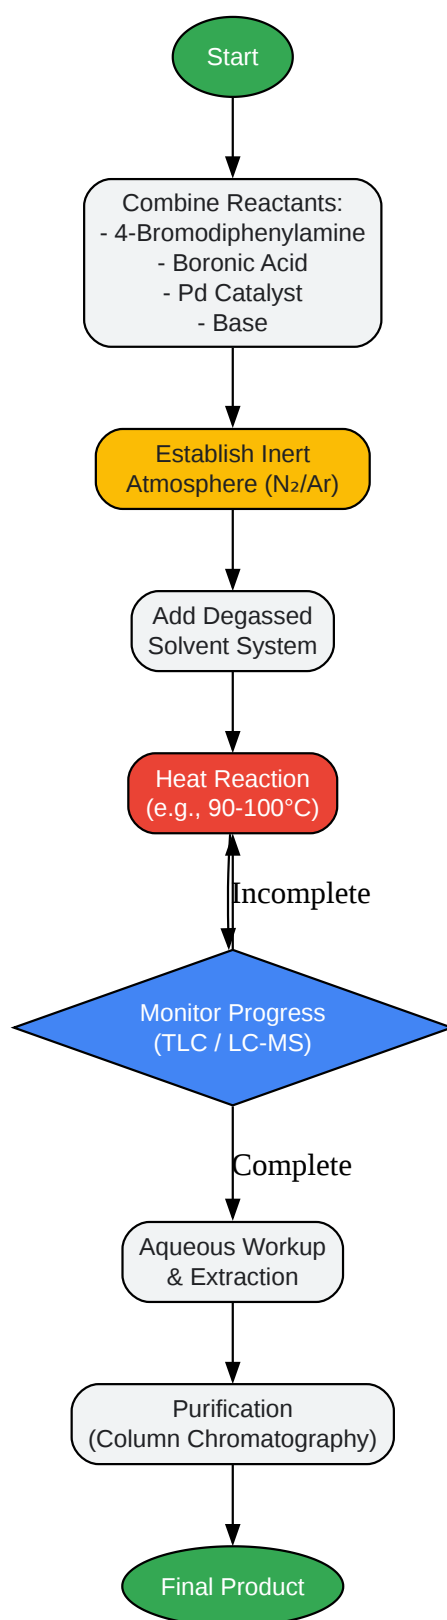 Start
Combine Reactants:
- 4-Bromodiphenylamine
- Boronic Acid
- Pd Catalyst
- Base
Establish Inert
Atmosphere (N₂/Ar)
Add Degassed
Solvent System
Heat Reaction
(e.g., 90-100°C)
Incomplete
Monitor Progress
(TLC / LC-MS)
Complete
Aqueous Workup
& Extraction
Purification
(Column Chromatography)
Final Product